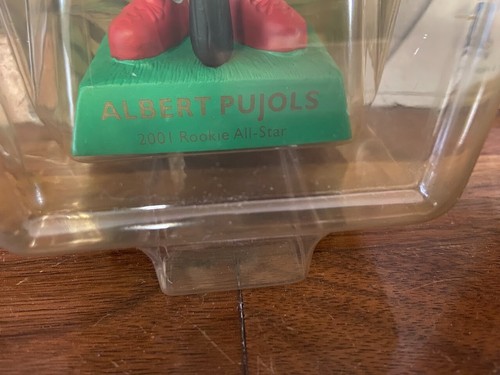 ALBERT PUJOLS
2001 Rookie All-Star